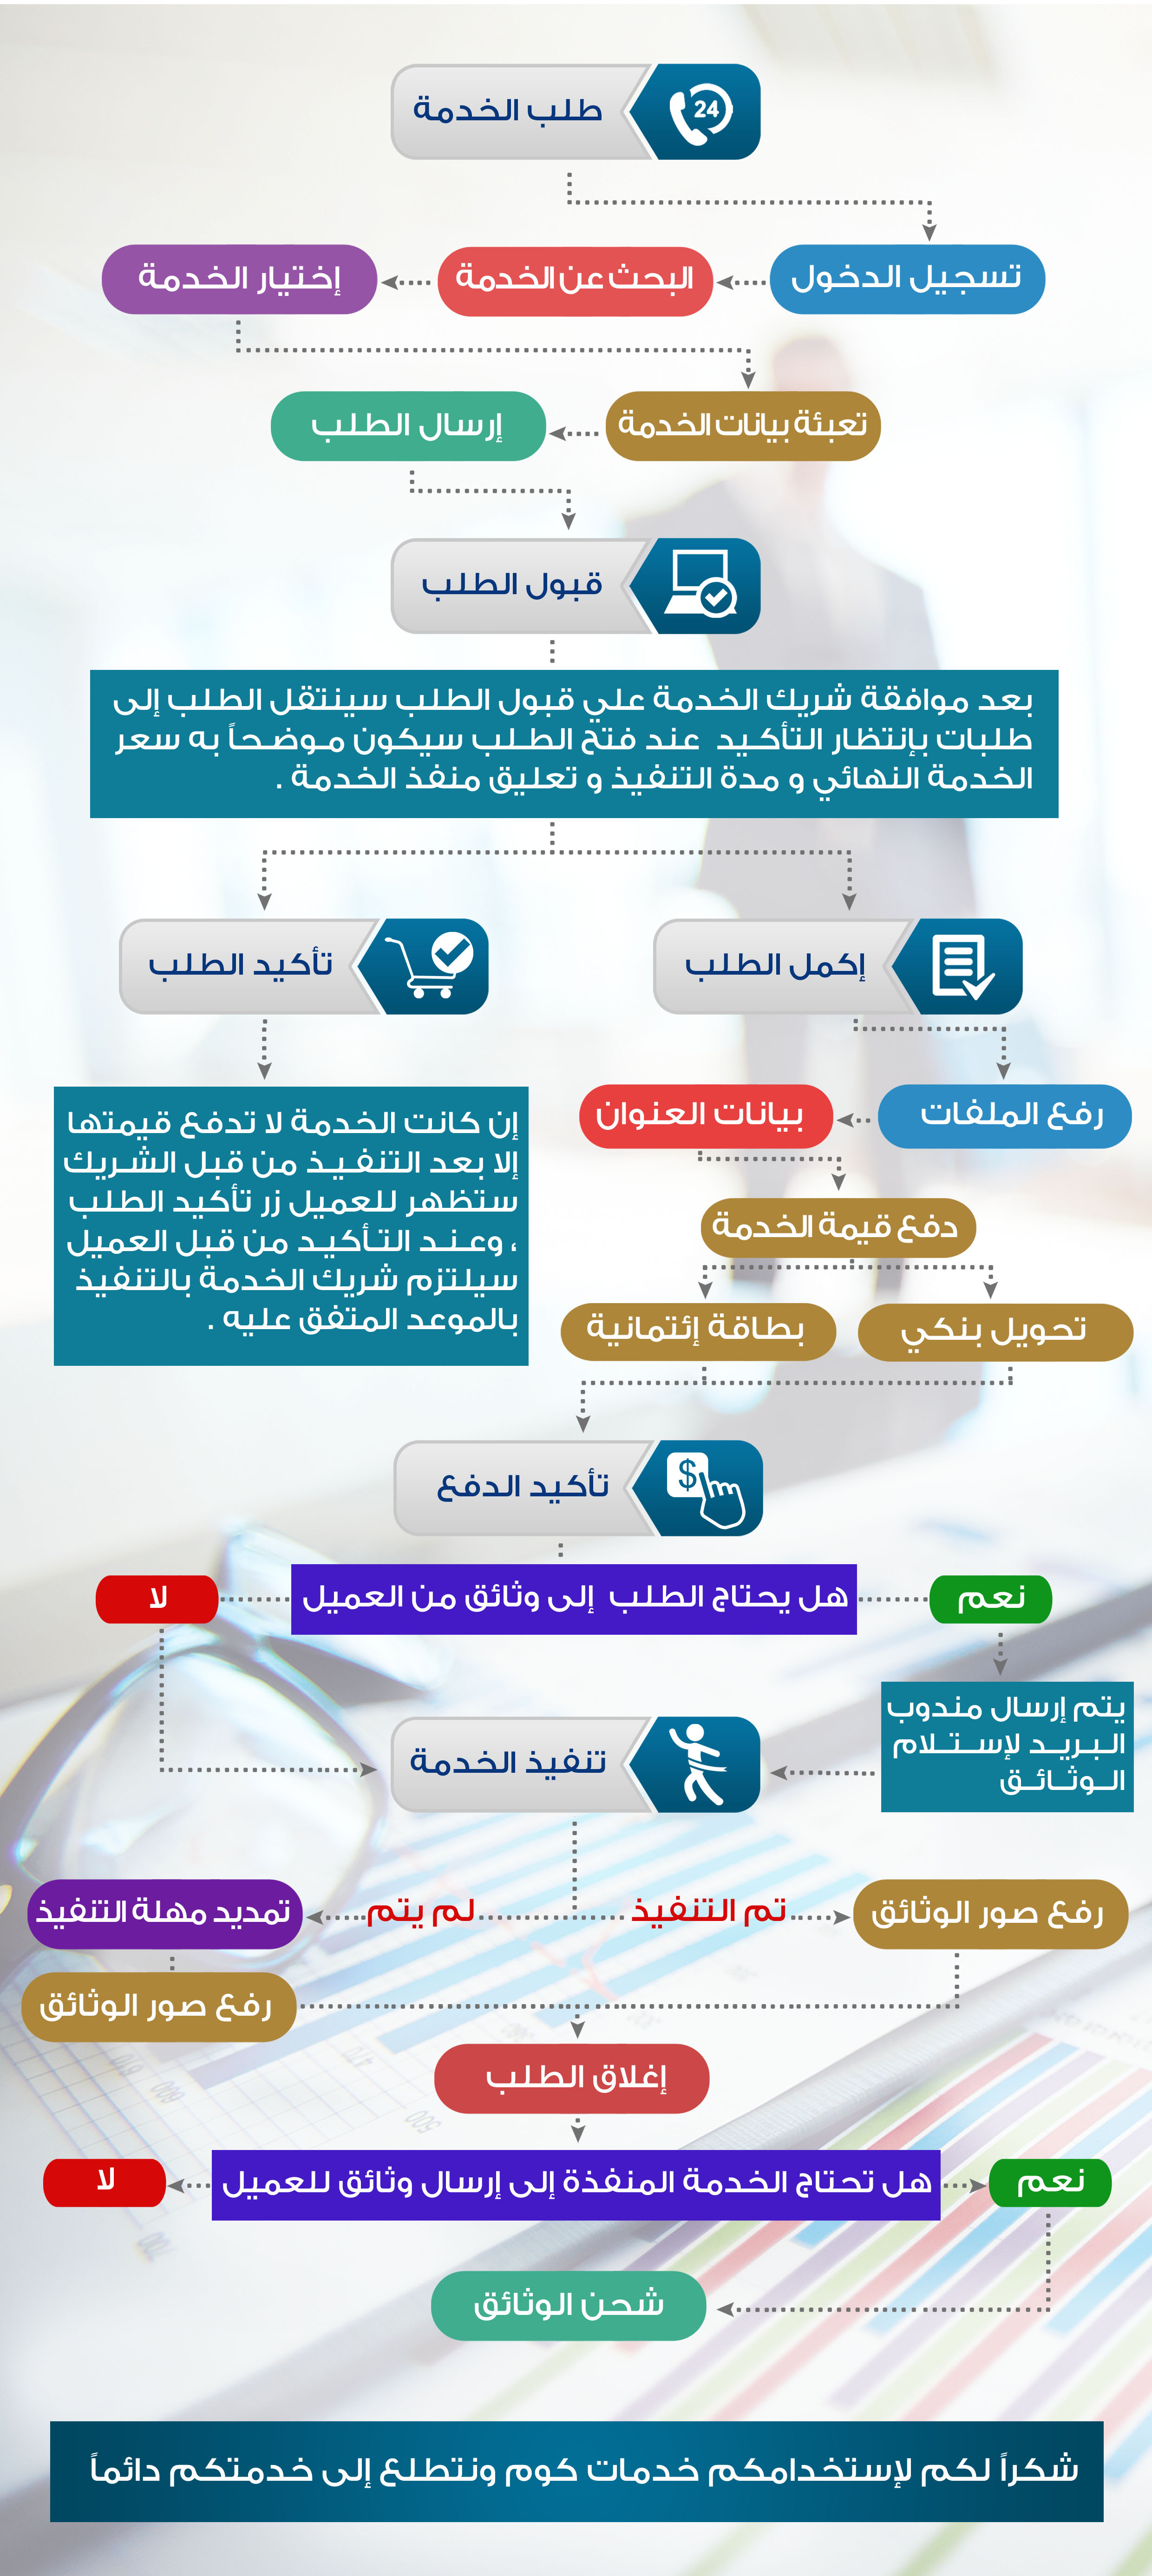 24
طلب الخدمة
تسجيل الدخول
البحث عن الخدمة
إختيار الخدمة
تعبئة بيانات الخدمة
إرسال الطلب
قبول الطلب
بعد موافقة شريك الخدمة علي قبول الطلب سينتقل الطلب إلى
طلبات بإنتظار التأكيد عند فتح الطلب سيكون موضحاً به سعر
الخدمة النهائي و مدة التنفيذ و تعليق منفذ الخدمة .
إكمل الطلب
تأكيد الطلب
رفع الملفات
بيانات العنوان
دفع قيمة الخدمة
تحويل بنكي
بطاقة إئتمانية
إن كانت الخدمة لا تدفع قيمتها
إلا بعد التنفيذ من قبل الشريك
ستظهر للعميل زر تأكيد الطلب
، وعند التأكيد من قبل العميل
سيلتزم شريك الخدمة بالتنفيذ
بالموعد المتفق عليه .
$
تأكيد الدفع
نعم
هل يحتاج الطلب إلى وثائق من العميل
لا
يتم إرسال مندوب
البريد لإستلام
الوثائق
تنفيذ الخدمة
رفع صور الوثائق
تم التنفيذ
لم يتم
تمديد مهلة التنفيذ
رفع صور الوثائق
إغلاق الطلب
نعم
هل تحتاج الخدمة المنفذة إلى إرسال وثائق للعميل
لا
شحن الوثائق
شكراً لكم لإستخدامكم خدمات كوم ونتطلع إلى خدمتكم دائماً